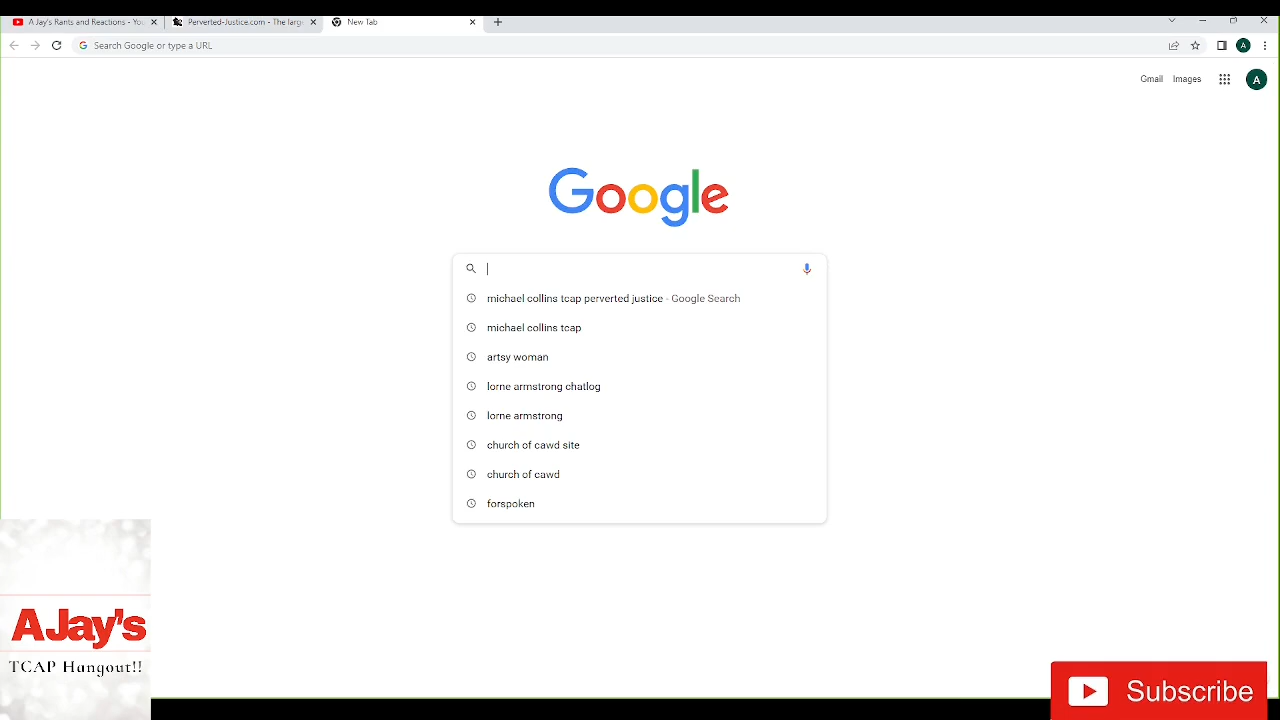 A Jay's Rants and Reactions - You
Perverted-Justice.com - The large
New Tab
Search Google or type a URL
A
Gmail
Images
A
Google
michael collins tcap perverted justice - Google Search
michael collins tcap
artsy woman
lorne armstrong chatlog
lorne armstrong
church of cawd site
church of cawd
forspoken
AJay's
TCAP Hangout!!
Subscribe